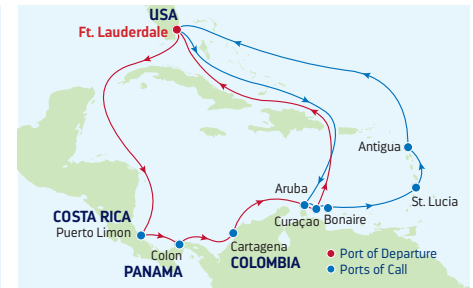 USA
Ft. Lauderdale
Antigua
St. Lucia
Aruba
Curaçao
Bonaire
COSTA RICA
Puerto Limon
Colon
PANAMA
Cartagena
COLOMBIA
Port of Departure
Ports of Call